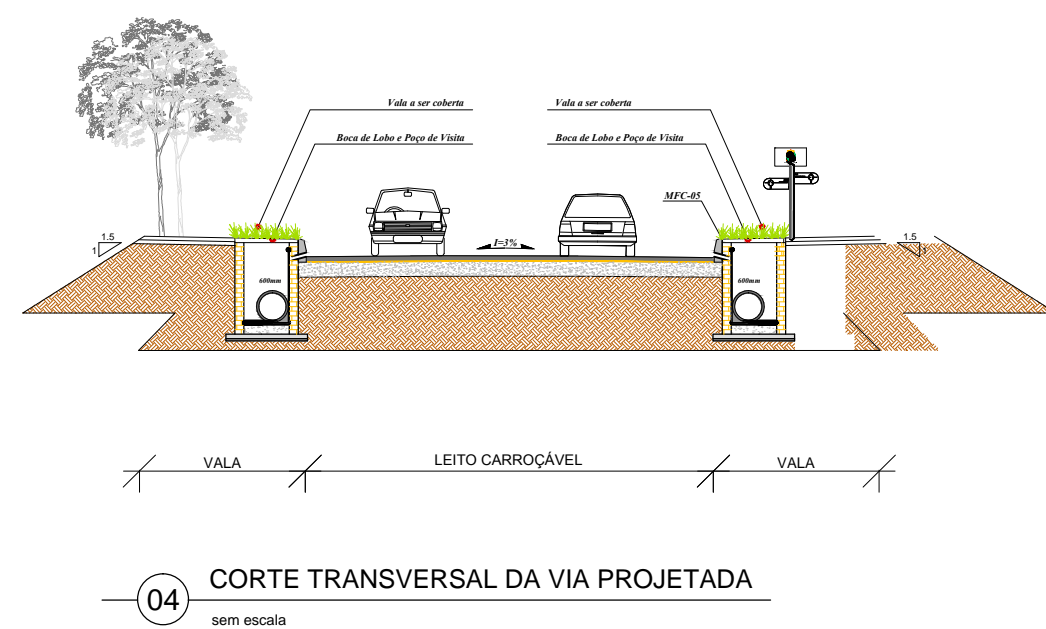 Vala a ser coberta
Vala a ser coberta
Boca de Lobo e Poço de Visita
Boca de Lobo e Poço de Visita
MFC-05
1.5
1
I=3%
1.5
600mm
600mm
VALA
LEITO CARROÇÁVEL
VALA
04
CORTE TRANSVERSAL DA VIA PROJETADA
sem escala